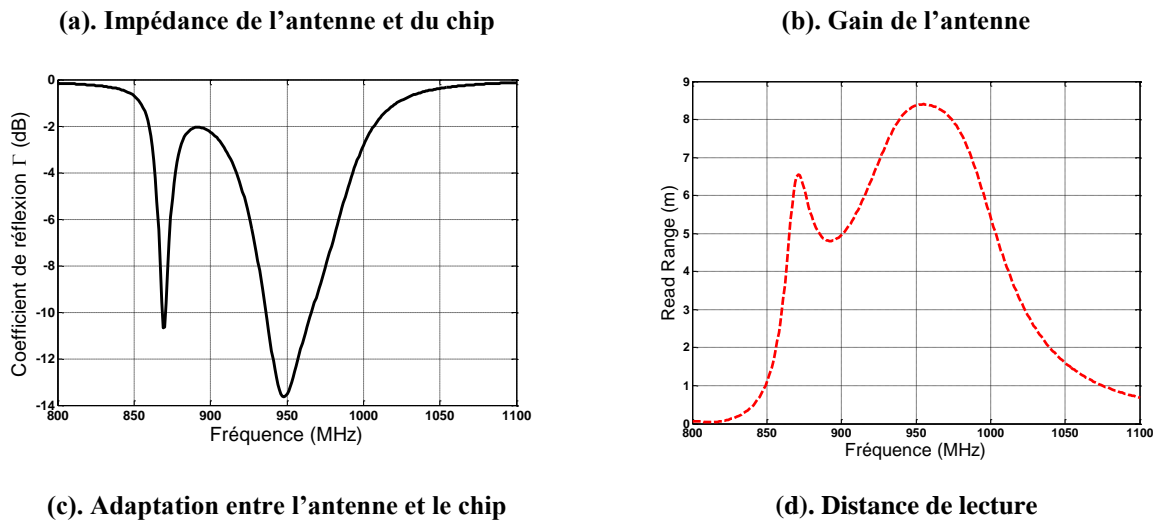 (a). Impédance de l'antenne et du chip
(b). Gain de l'antenne
0
-2
-4
-6
-8
-10
-12
-14
800 850 900 950 1000 1050 1100
Coefficient de réflexion Γ (dB)
Fréquence (MHz)
9
8
7
6
5
4
3
2
1
0
800 850 900 950 1000 1050 1100
Read Range (m)
Fréquence (MHz)
(c). Adaptation entre l'antenne et le chip
(d). Distance de lecture